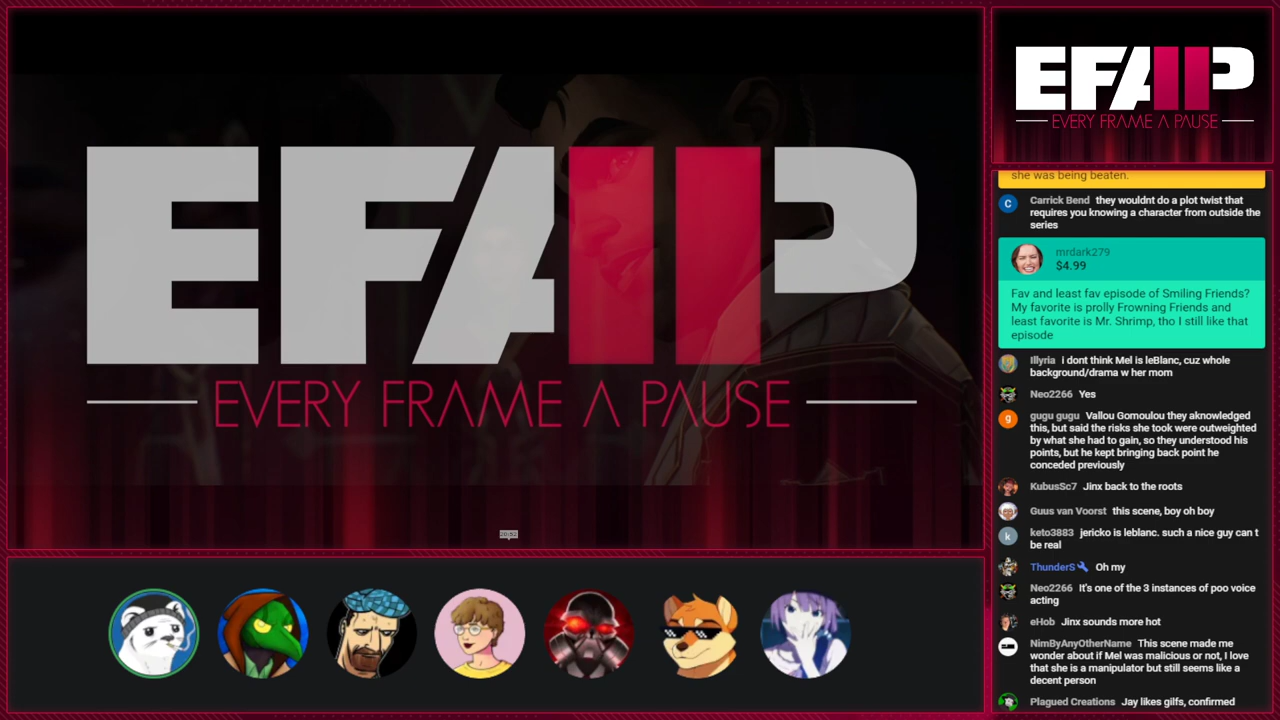 EFAP
EVERY FRAME A PAUSE
EFAP
EVERY FRAME A PAUSE
she was being beaten.
C
Carrick Bend they wouldnt do a plot twist that
requires you knowing a character from outside the
series
mrdark279
$4.99
Fav and least fav episode of Smiling Friends?
My favorite is prolly Frowning Friends and
least favorite is Mr. Shrimp, tho I still like that
episode
Illyria i dont think Mel is leBlanc, cuz whole
background/drama w her mom
Neo2266 Yes
g
gugu gugu Vallou Gomoulou they aknowledged
this, but said the risks she took were outweighted
by what she had to gain, so they understood his
points, but he kept bringing back point he
conceded previously
KubusSc7 Jinx back to the roots
Guus van Voorst this scene, boy oh boy
k
keto3883 jericko is leblanc. such a nice guy can t
be real
ThunderS Oh my
Neo2266 It's one of the 3 instances of poo voice
acting
eHob Jinx sounds more hot
NimByAnyOtherName This scene made me
wonder about if Mel was malicious or not, I love
that she is a manipulator but still seems like a
decent person
Plagued Creations Jay likes gilfs, confirmed